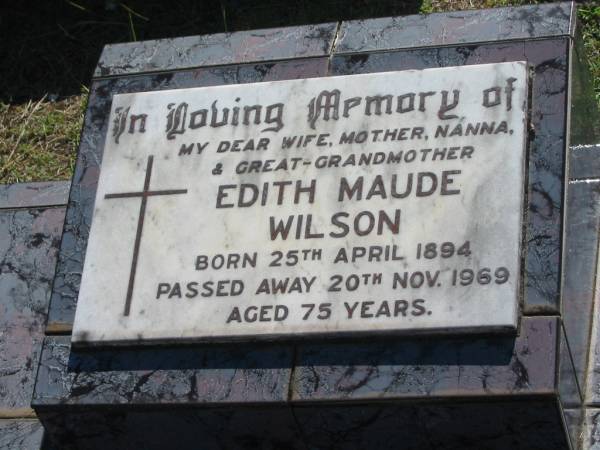 In Loving Memory of
MY DEAR WIFE, MOTHER, NANNA,
& GREAT-GRANDMOTHER
EDITH MAUDE
WILSON
BORN 25TH APRIL 1894
PASSED AWAY 20TH NOV. 1969
AGED 75 YEARS.